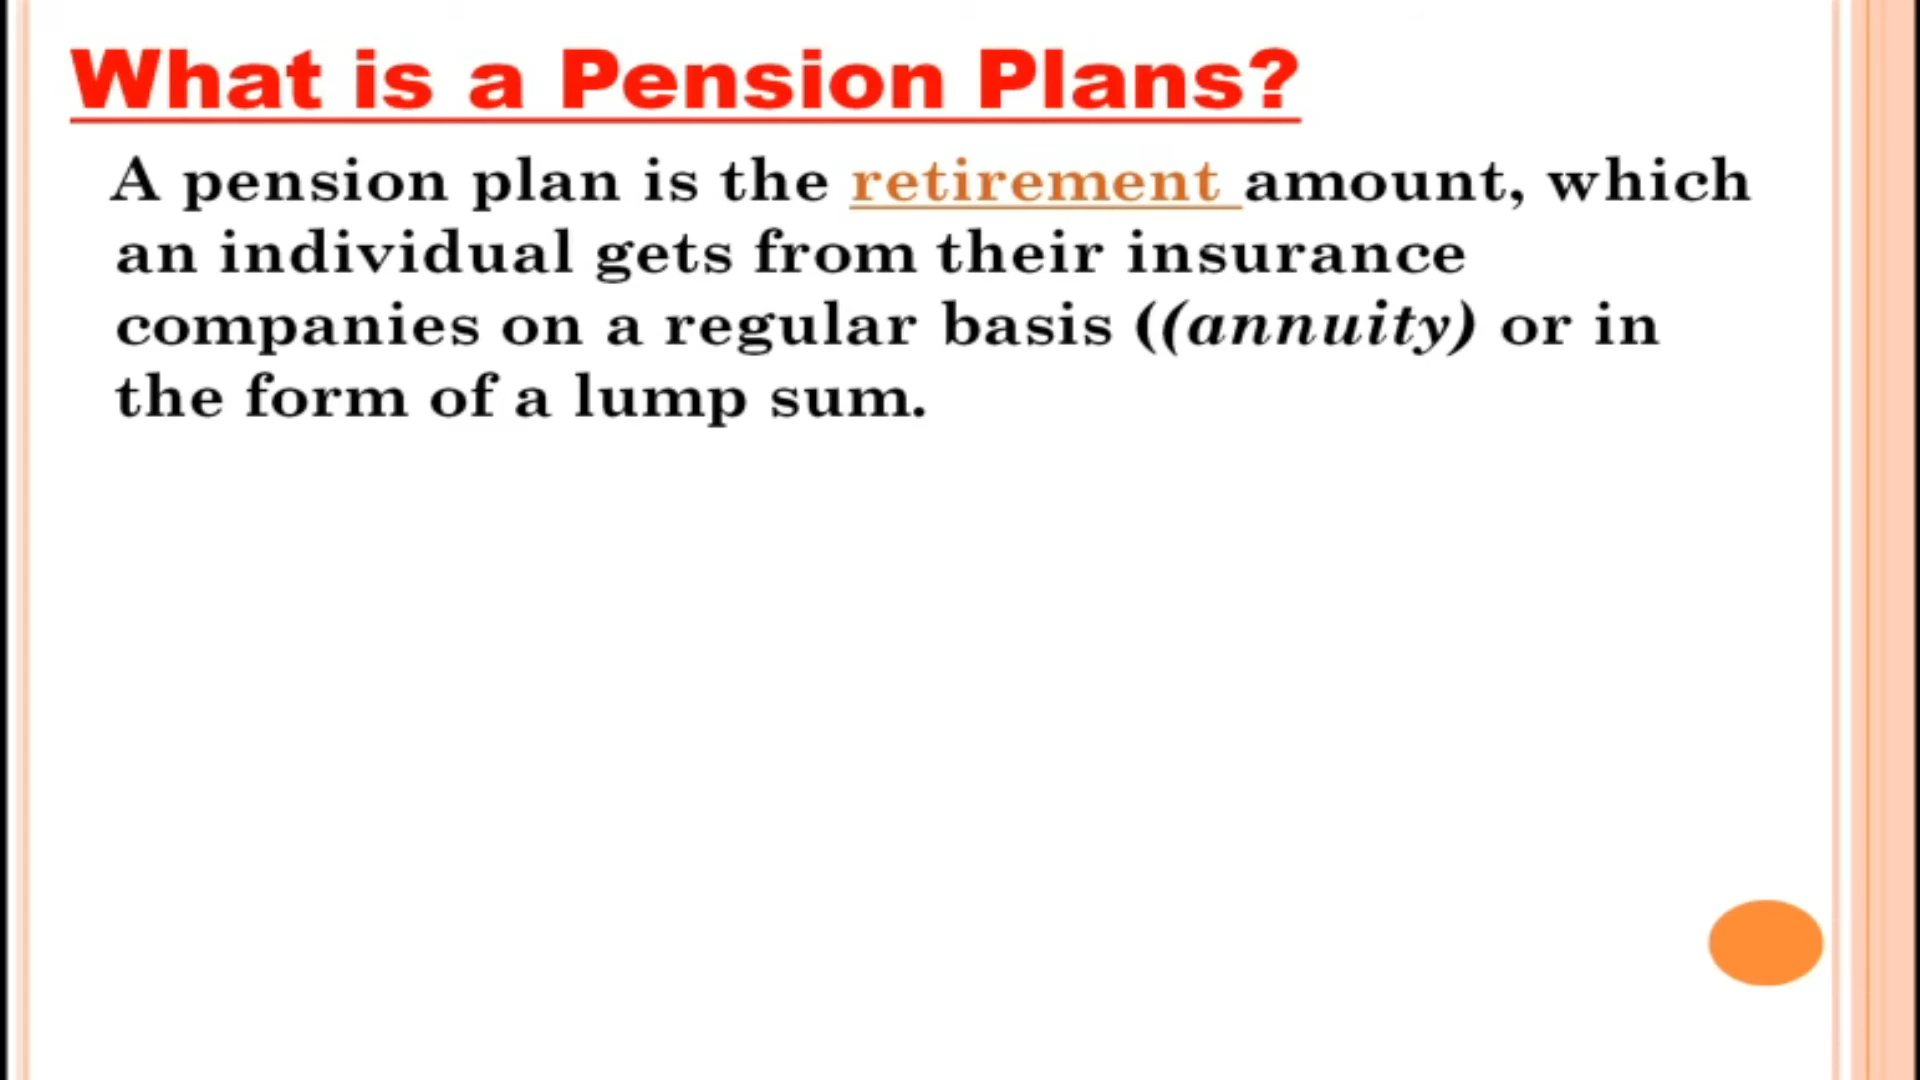 What is a Pension Plans?
A pension plan is the retirement amount, which
an individual gets from their insurance
companies on a regular basis ((annuity) or in
the form of a lump sum.